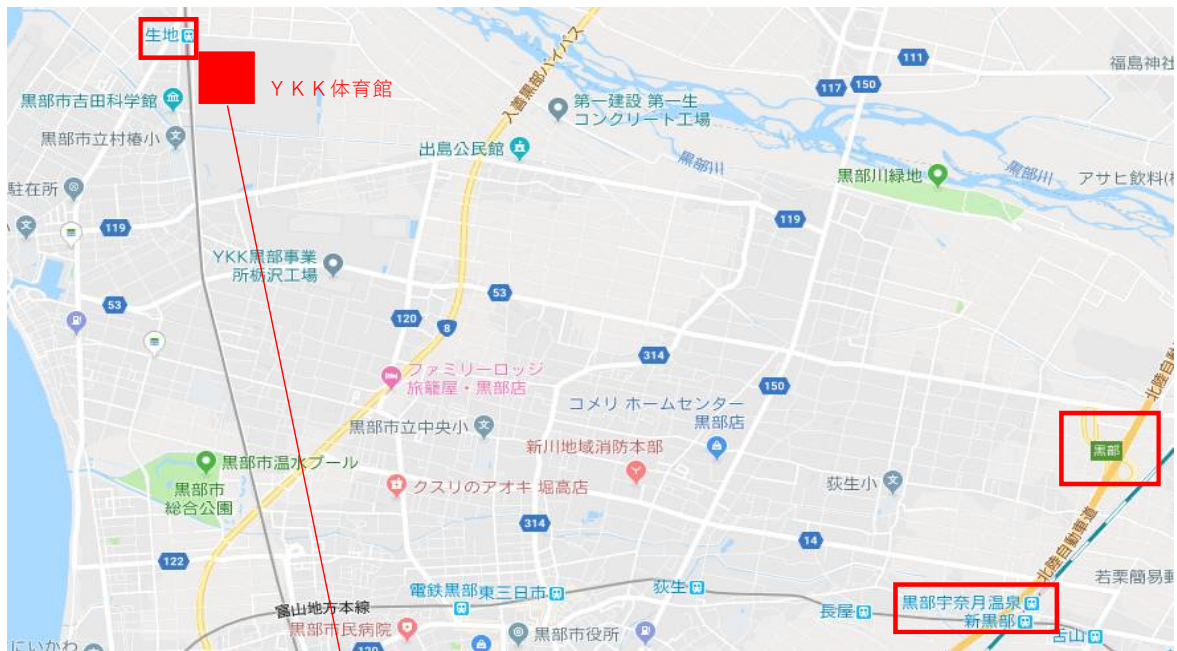 生地
YKK体育館
入善黒部バイパス
111
福島神社
黒部市吉田科学館
第一建設 第一生
コンクリート工場
117
150
黒部市立村椿小
出島公民館
黒部川
黒部川緑地
黒部川
アサヒ飲料(株
駐在所
119
119
YKK黒部事業
所栃沢工場
53
53
120
8
314
北陸自動
ファミリーロッジ
旅籠屋・黒部店
150
コメリ ホームセンター
黒部店
黒部市立中央小
新川地域消防本部
黒部
黒部市温水プール
黒部市
総合公園
クスリのアオキ 堀高店
荻生小
314
14
北陸自動車道
122
若栗簡易郵
電鉄黒部
東三日市
荻生
富山地方本線
長屋
黒部宇奈月温泉
新黒部
舌山
黒部市民病院
黒部市役所
にいかわ
120